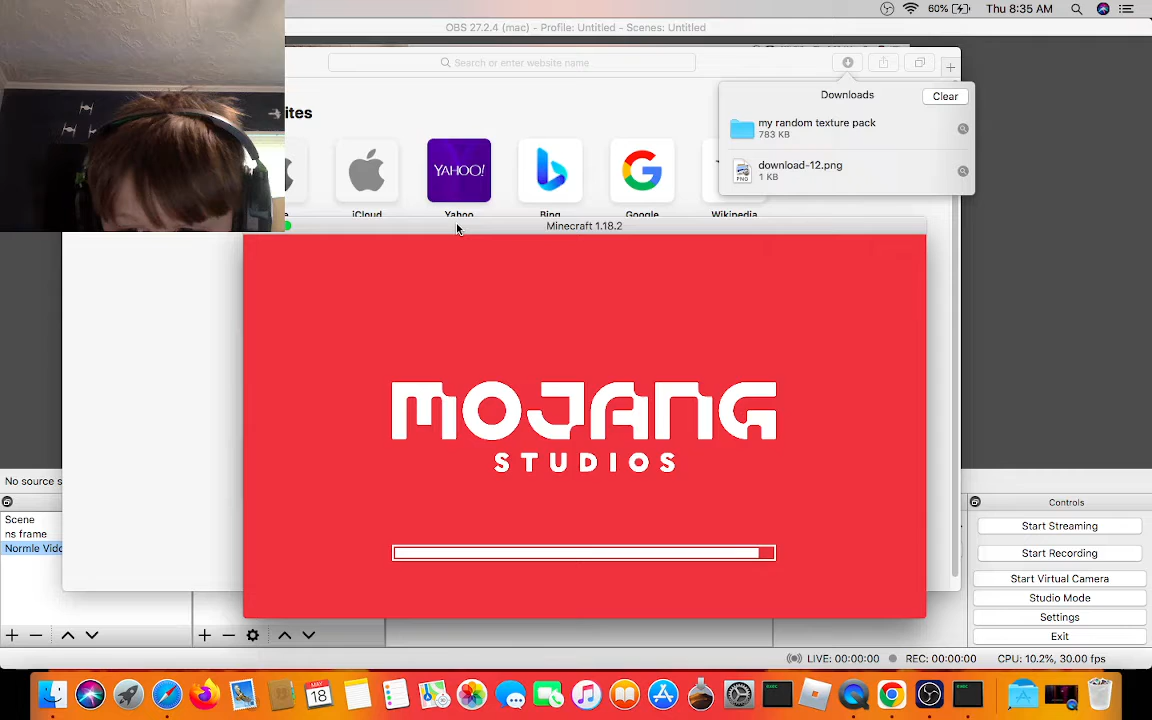 60%
Thu 8:35 AM
OBS 27.2.4 (mac) - Profile: Untitled - Scenes: Untitled
Search or enter website name
Downloads
Clear
ites
my random texture pack
783 KB
download-12.png
1 KB
PNG
YAHOO!
iCloud
Yahoo
Bing
Google
Wikipedia
Minecraft 1.18.2
MOJANG
STUDIOS
No source s
Scene
ns frame
Normle Vide
Controls
Start Streaming
Start Recording
Start Virtual Camera
Studio Mode
Settings
Exit
LIVE: 00:00:00
REC: 00:00:00
CPU: 10.2%, 30.00 fps
MAY
18